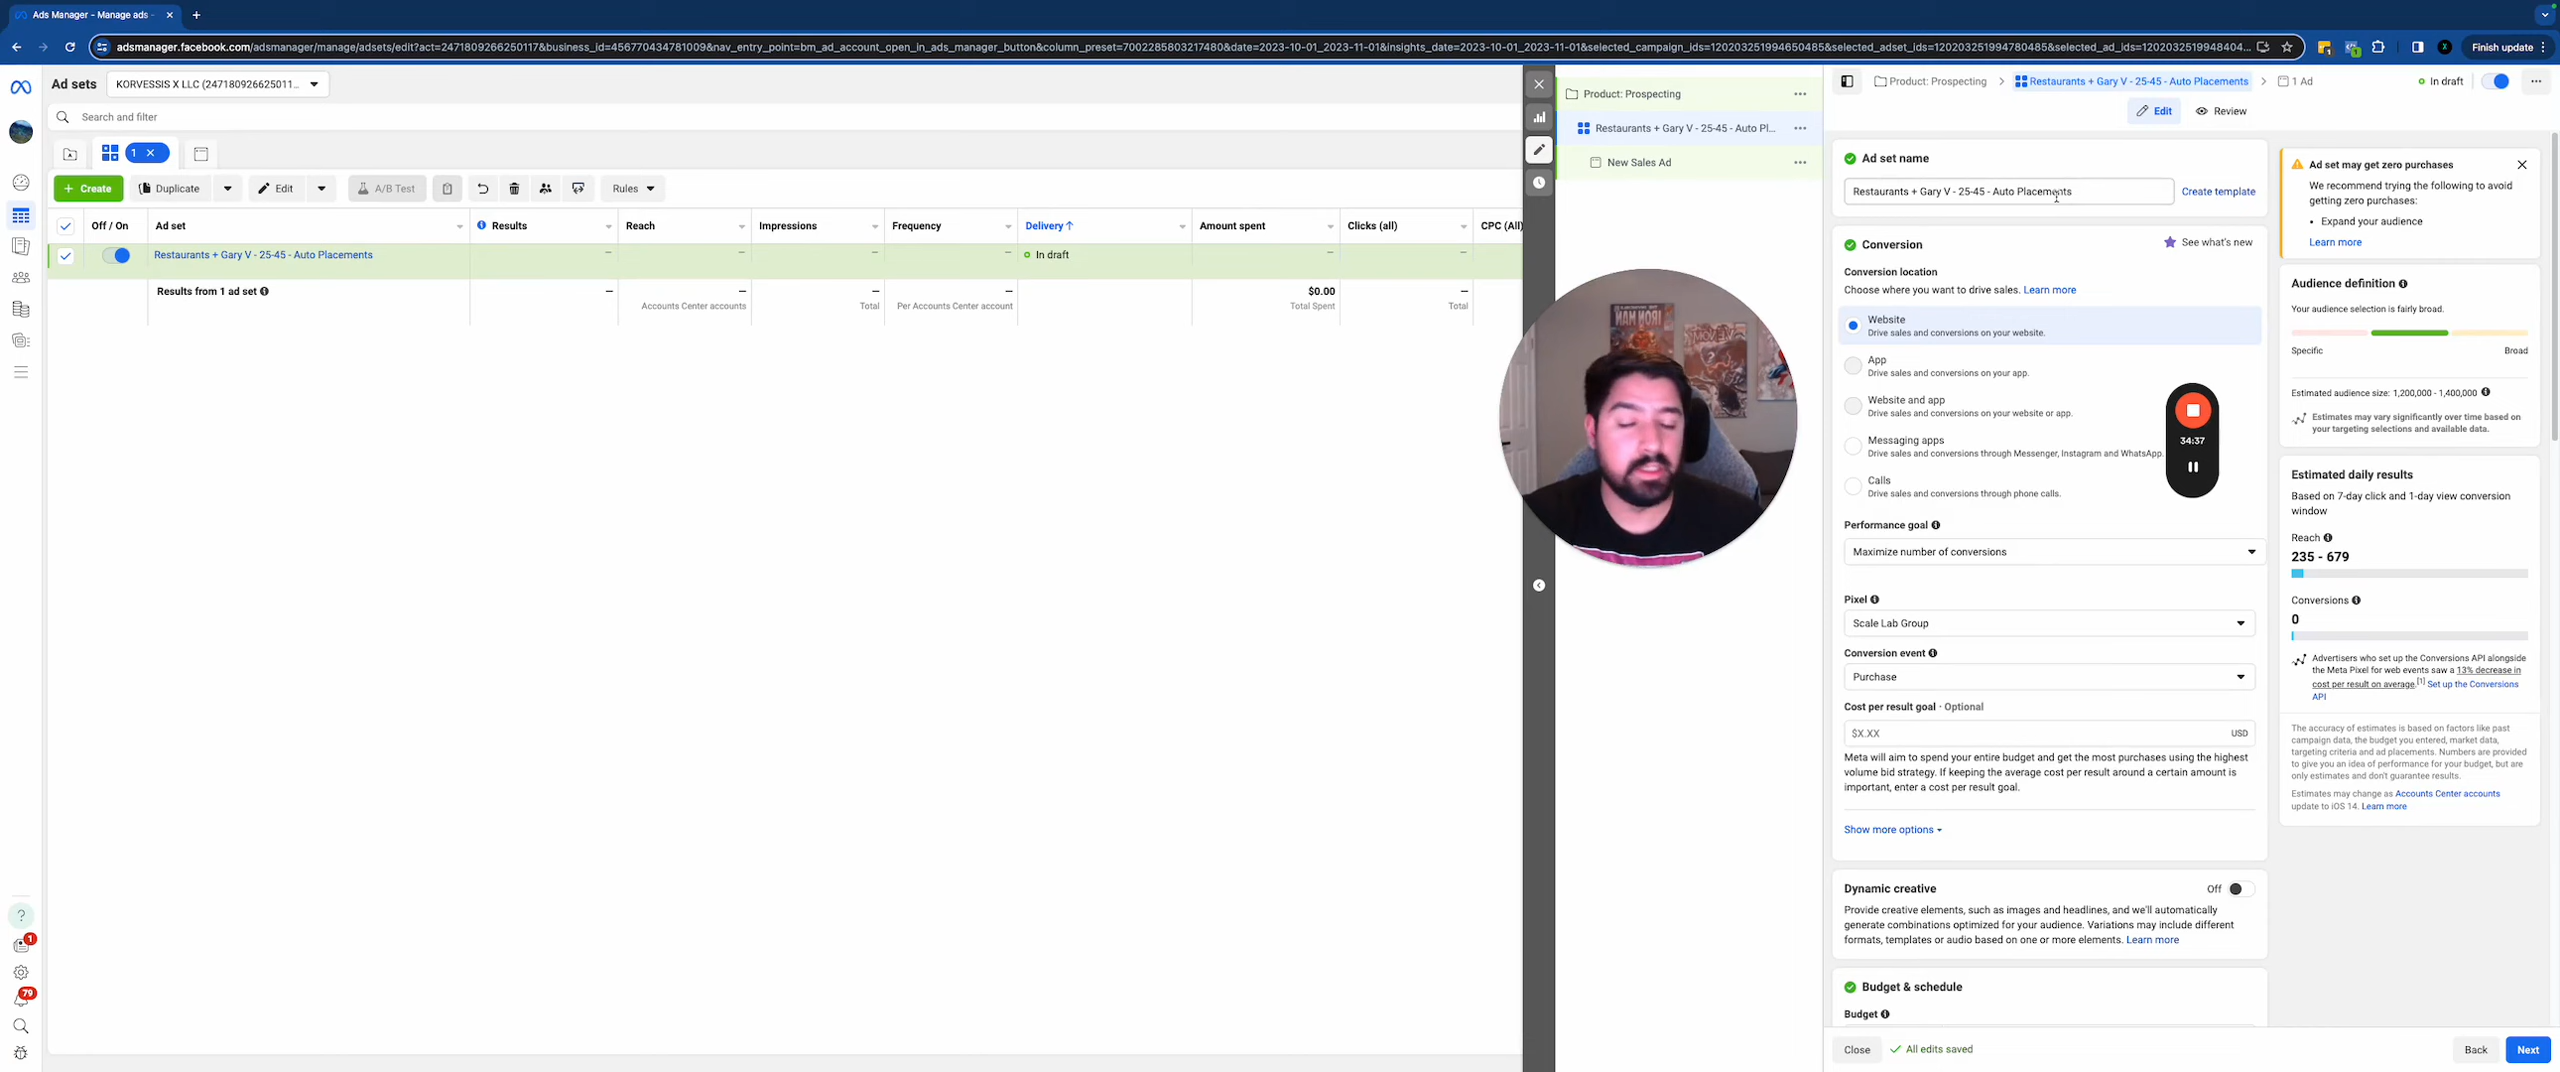 Ads Manager - Manage ads -
adsmanager.facebook.com/adsmanager/manage/adsets/edit?act=2471809266250117&business_id=456770434781009&nav_entry_point=bm_ad_account_open_in_ads_manager_button&column_preset=70022858032174​80&date=2023-10-01_2023-11-01&insights_date=2023-10-01_2023-11-01&selected_campaign_ids=120203251994650485&selected_adset_ids=120203251994780485&selected_ad_ids=12020325199484​04...
Finish update
Ad sets
KORVESSIS X LLC (247180926625011...
Search and filter
1
Create
Duplicate
Edit
A/B Test
Rules
Off / On
Ad set
Results
Reach
Impressions
Frequency
Delivery ↑
Amount spent
Clicks (all)
CPC (All)
Restaurants + Gary V - 25-45 - Auto Placements
—
—
—
—
In draft
—
—
Results from 1 ad set
—
—
Accounts Center accounts
—
Total
—
Per Accounts Center account
$0.00
Total Spent
—
Total
1
79
Product: Prospecting
Restaurants + Gary V - 25-45 - Auto Pl...
New Sales Ad
IRON MAN
Product: Prospecting
Restaurants + Gary V - 25-45 - Auto Placements
1 Ad
In draft
Edit
Review
Ad set name
Restaurants + Gary V - 25-45 - Auto Placements
Create template
Conversion
See what's new
Conversion location
Choose where you want to drive sales. Learn more
Website
Drive sales and conversions on your website.
App
Drive sales and conversions on your app.
Website and app
Drive sales and conversions on your website or app.
Messaging apps
Drive sales and conversions through Messenger, Instagram and WhatsApp.
Calls
Drive sales and conversions through phone calls.
34:37
Performance goal
Maximize number of conversions
Pixel
Scale Lab Group
Conversion event
Purchase
Cost per result goal · Optional
$X.XX
USD
Meta will aim to spend your entire budget and get the most purchases using the highest
volume bid strategy. If keeping the average cost per result around a certain amount is
important, enter a cost per result goal.
Show more options
Dynamic creative
Off
Provide creative elements, such as images and headlines, and we'll automatically
generate combinations optimized for your audience. Variations may include different
formats, templates or audio based on one or more elements. Learn more
Budget & schedule
Budget
Close
All edits saved
Back
Next
Ad set may get zero purchases
We recommend trying the following to avoid
getting zero purchases:
• Expand your audience
Learn more
Audience definition
Your audience selection is fairly broad.
Specific
Broad
Estimated audience size: 1,200,000 - 1,400,000
Estimates may vary significantly over time based on
your targeting selections and available data.
Estimated daily results
Based on 7-day click and 1-day view conversion
window
Reach
235 - 679
Conversions
0
Advertisers who set up the Conversions API alongside
the Meta Pixel for web events saw a 13% decrease in
cost per result on average.[1] Set up the Conversions
API
The accuracy of estimates is based on factors like past
campaign data, the budget you entered, market data,
targeting criteria and ad placements. Numbers are provided
to give you an idea of performance for your budget, but are
only estimates and don't guarantee results.
Estimates may change as Accounts Center accounts
update to iOS 14. Learn more